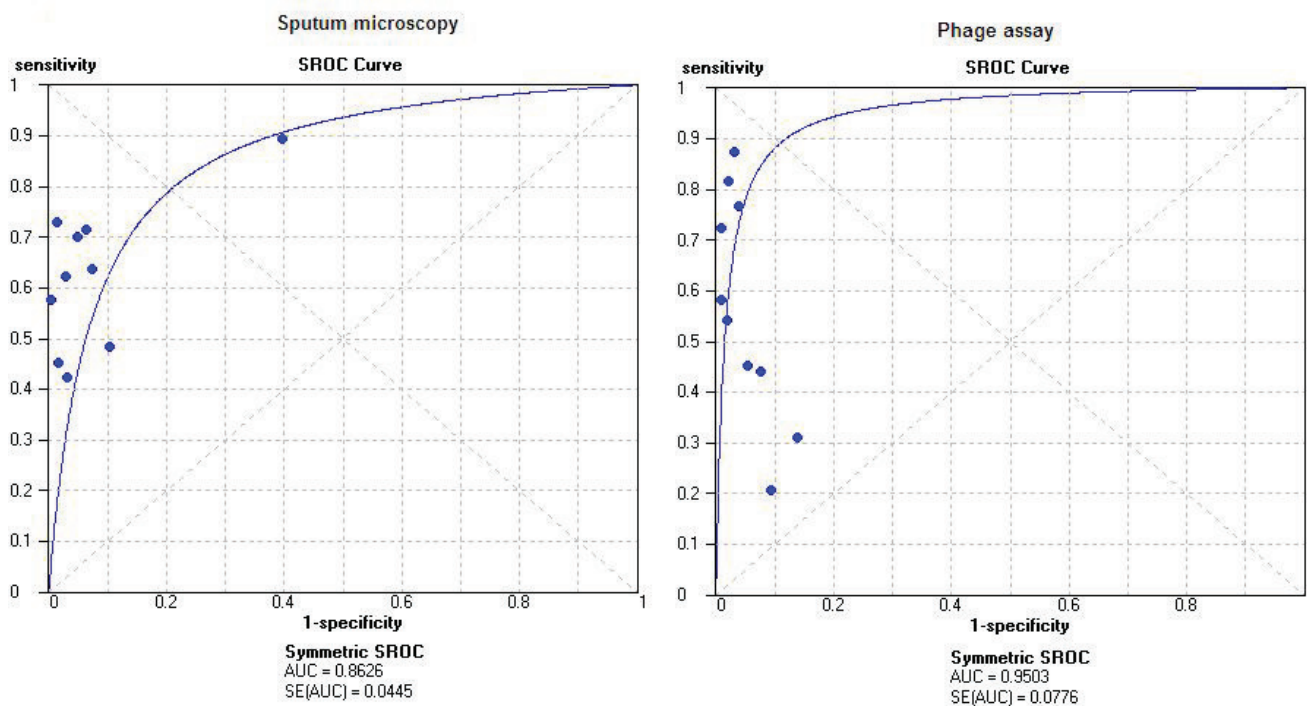 Sputum microscopy
sensitivity
SROC Curve
1
0.9
0.8
0.7
0.6
0.5
0.4
0.3
0.2
0.1
0
0
0.2
0.4
0.6
0.8
1
1-specificity
Symmetric SROC
AUC = 0.8626
SE(AUC) = 0.0445
Phage assay
sensitivity
SROC Curve
1
0.9
0.8
0.7
0.6
0.5
0.4
0.3
0.2
0.1
0
0
0.2
0.4
0.6
0.8
1-specificity
Symmetric SROC
AUC = 0.9503
SE(AUC) = 0.0776